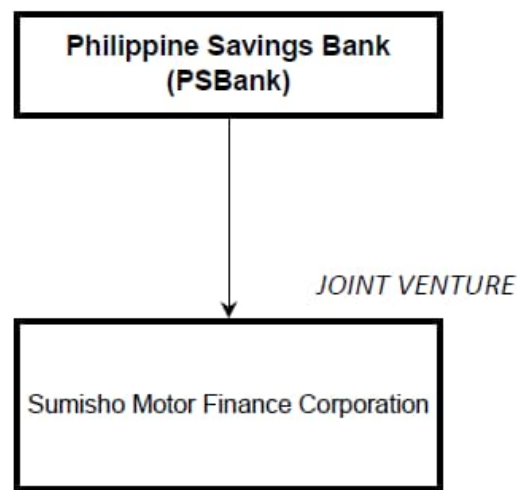 Philippine Savings Bank
(PSBank)
JOINT VENTURE
Sumisho Motor Finance Corporation